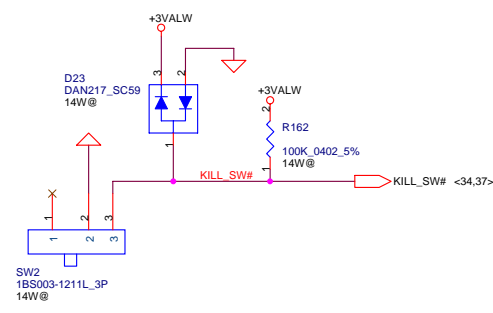 +3VALW
3
2
D23
DAN217_SC59
14W@
1
+3VALW
2
R162
100K_0402_5%
14W@
1
KILL_SW#
KILL_SW# <34,37>
1
2
3
1
2
3
SW2
1BS003-1211L_3P
14W@